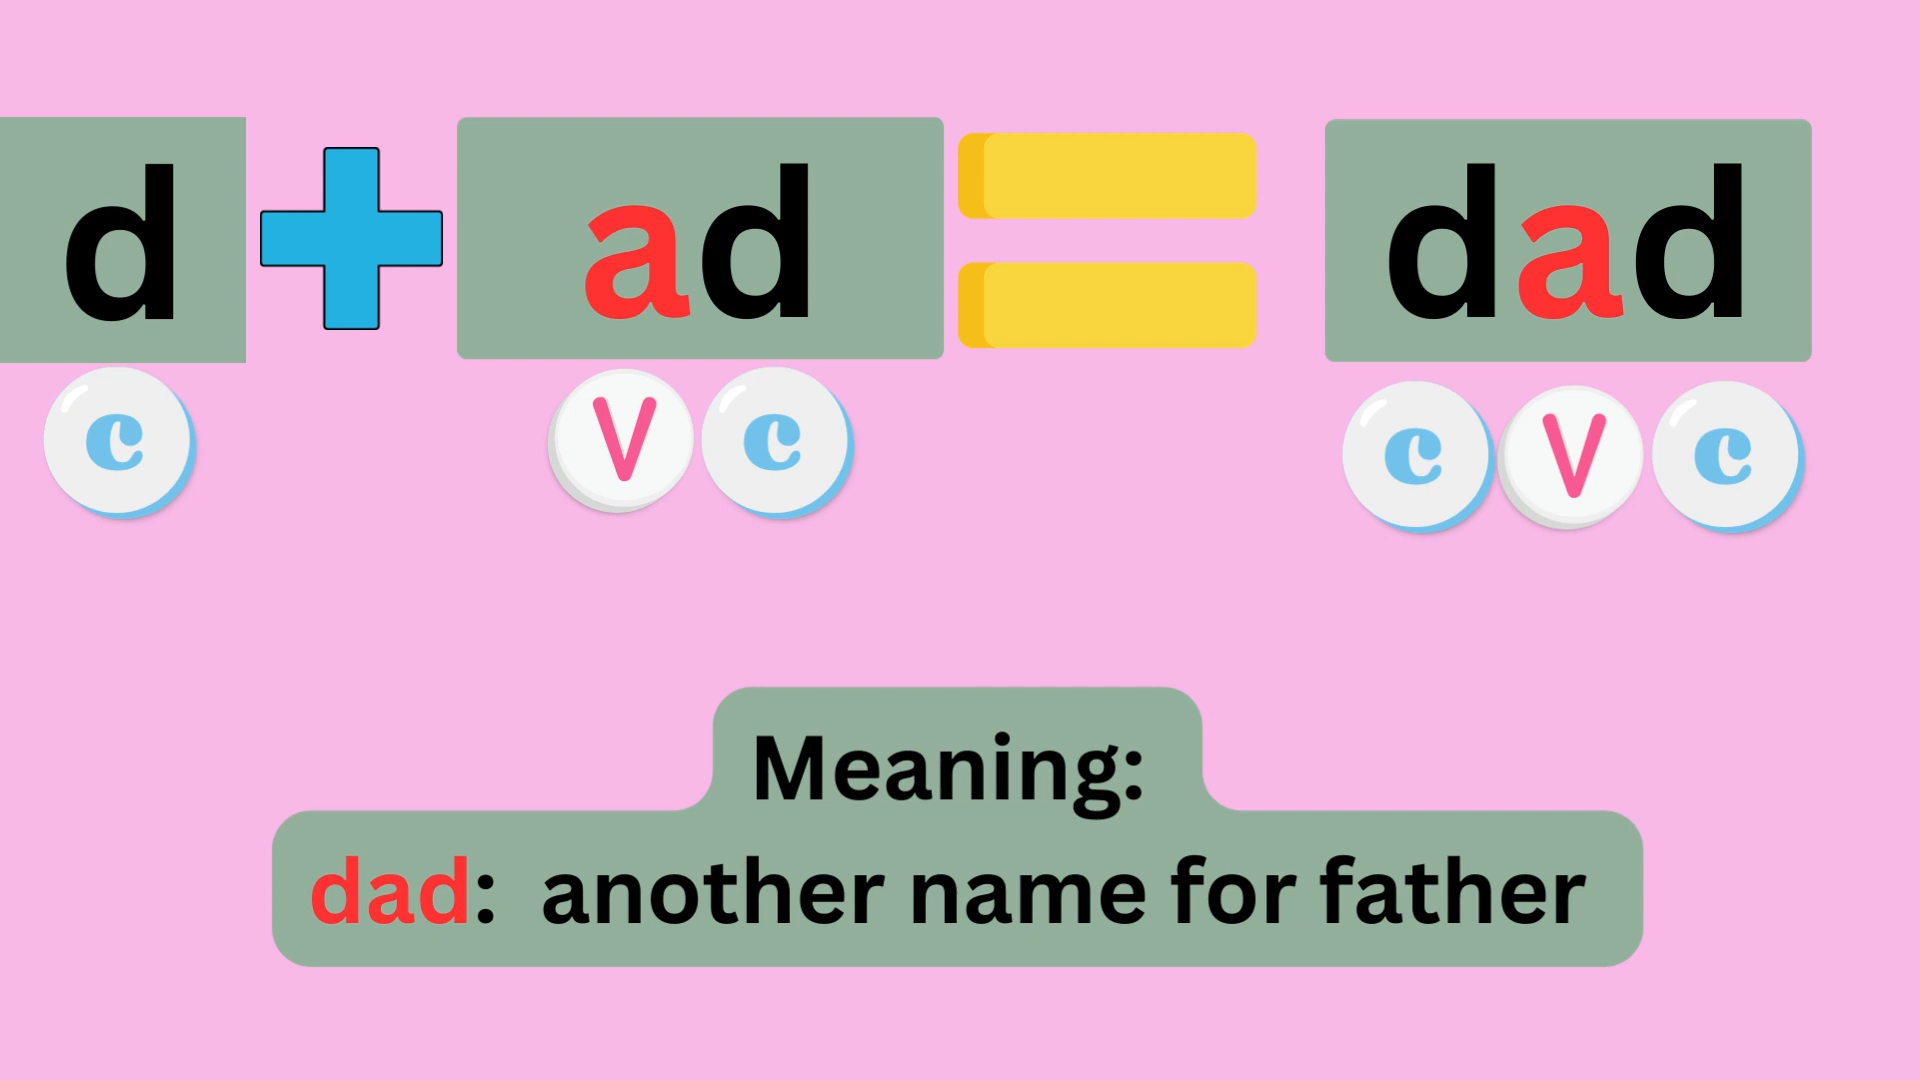 d + ad = dad
c V c c V c
Meaning:
dad: another name for father